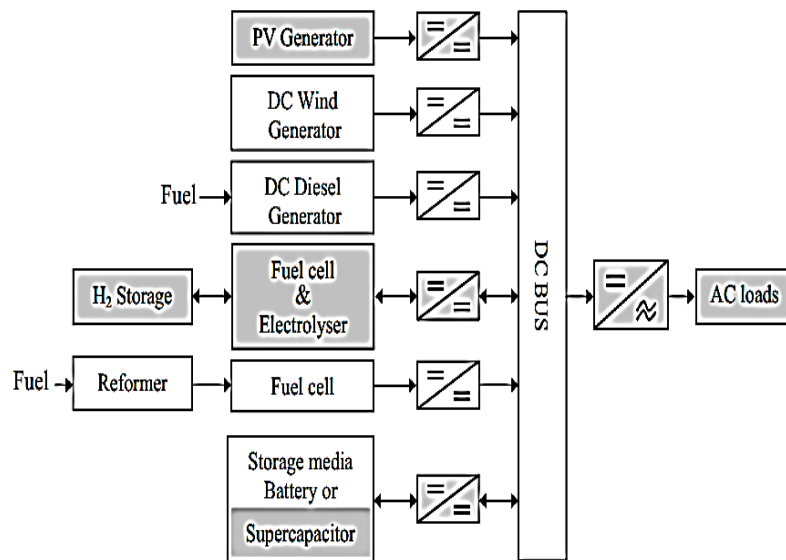 PV Generator
DC Wind
Generator
Fuel
DC Diesel
Generator
H₂ Storage
Fuel cell
&
Electrolyser
DC BUS
AC loads
Fuel
Reformer
Fuel cell
Storage media
Battery or
Supercapacitor